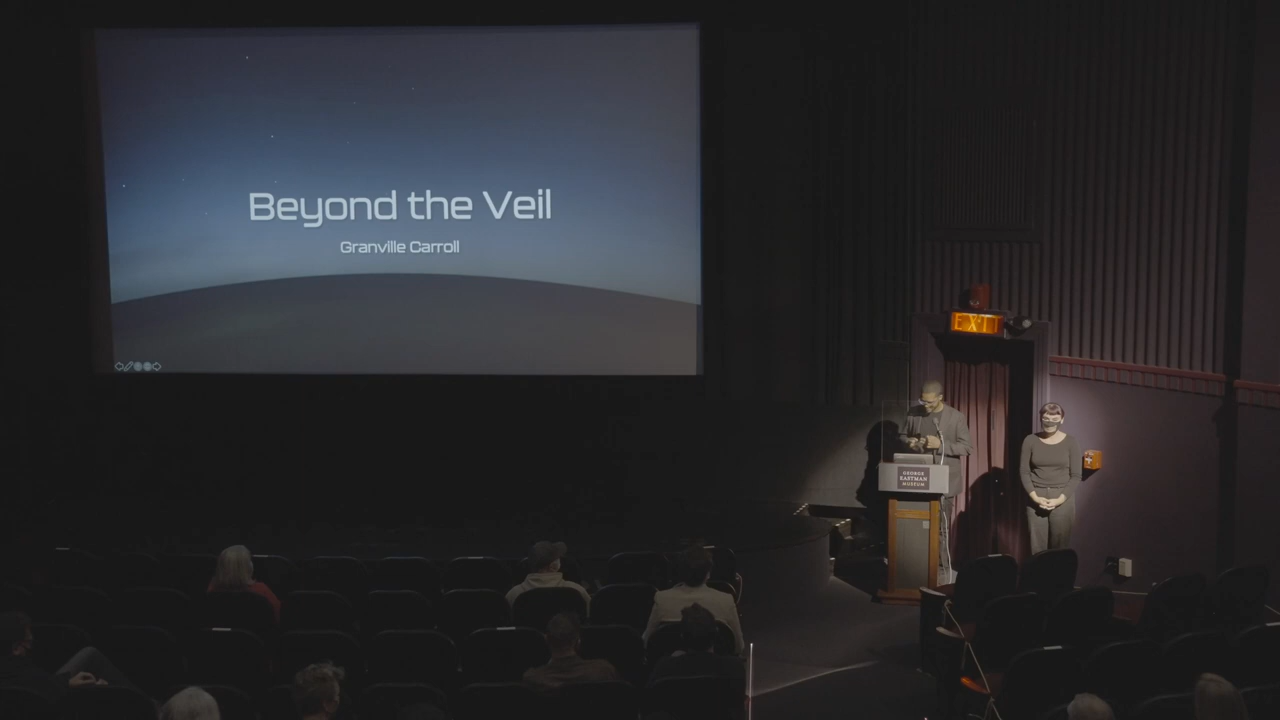 Beyond the Veil
Granville Carroll
EXIT
GEORGE
EASTMAN
MUSEUM